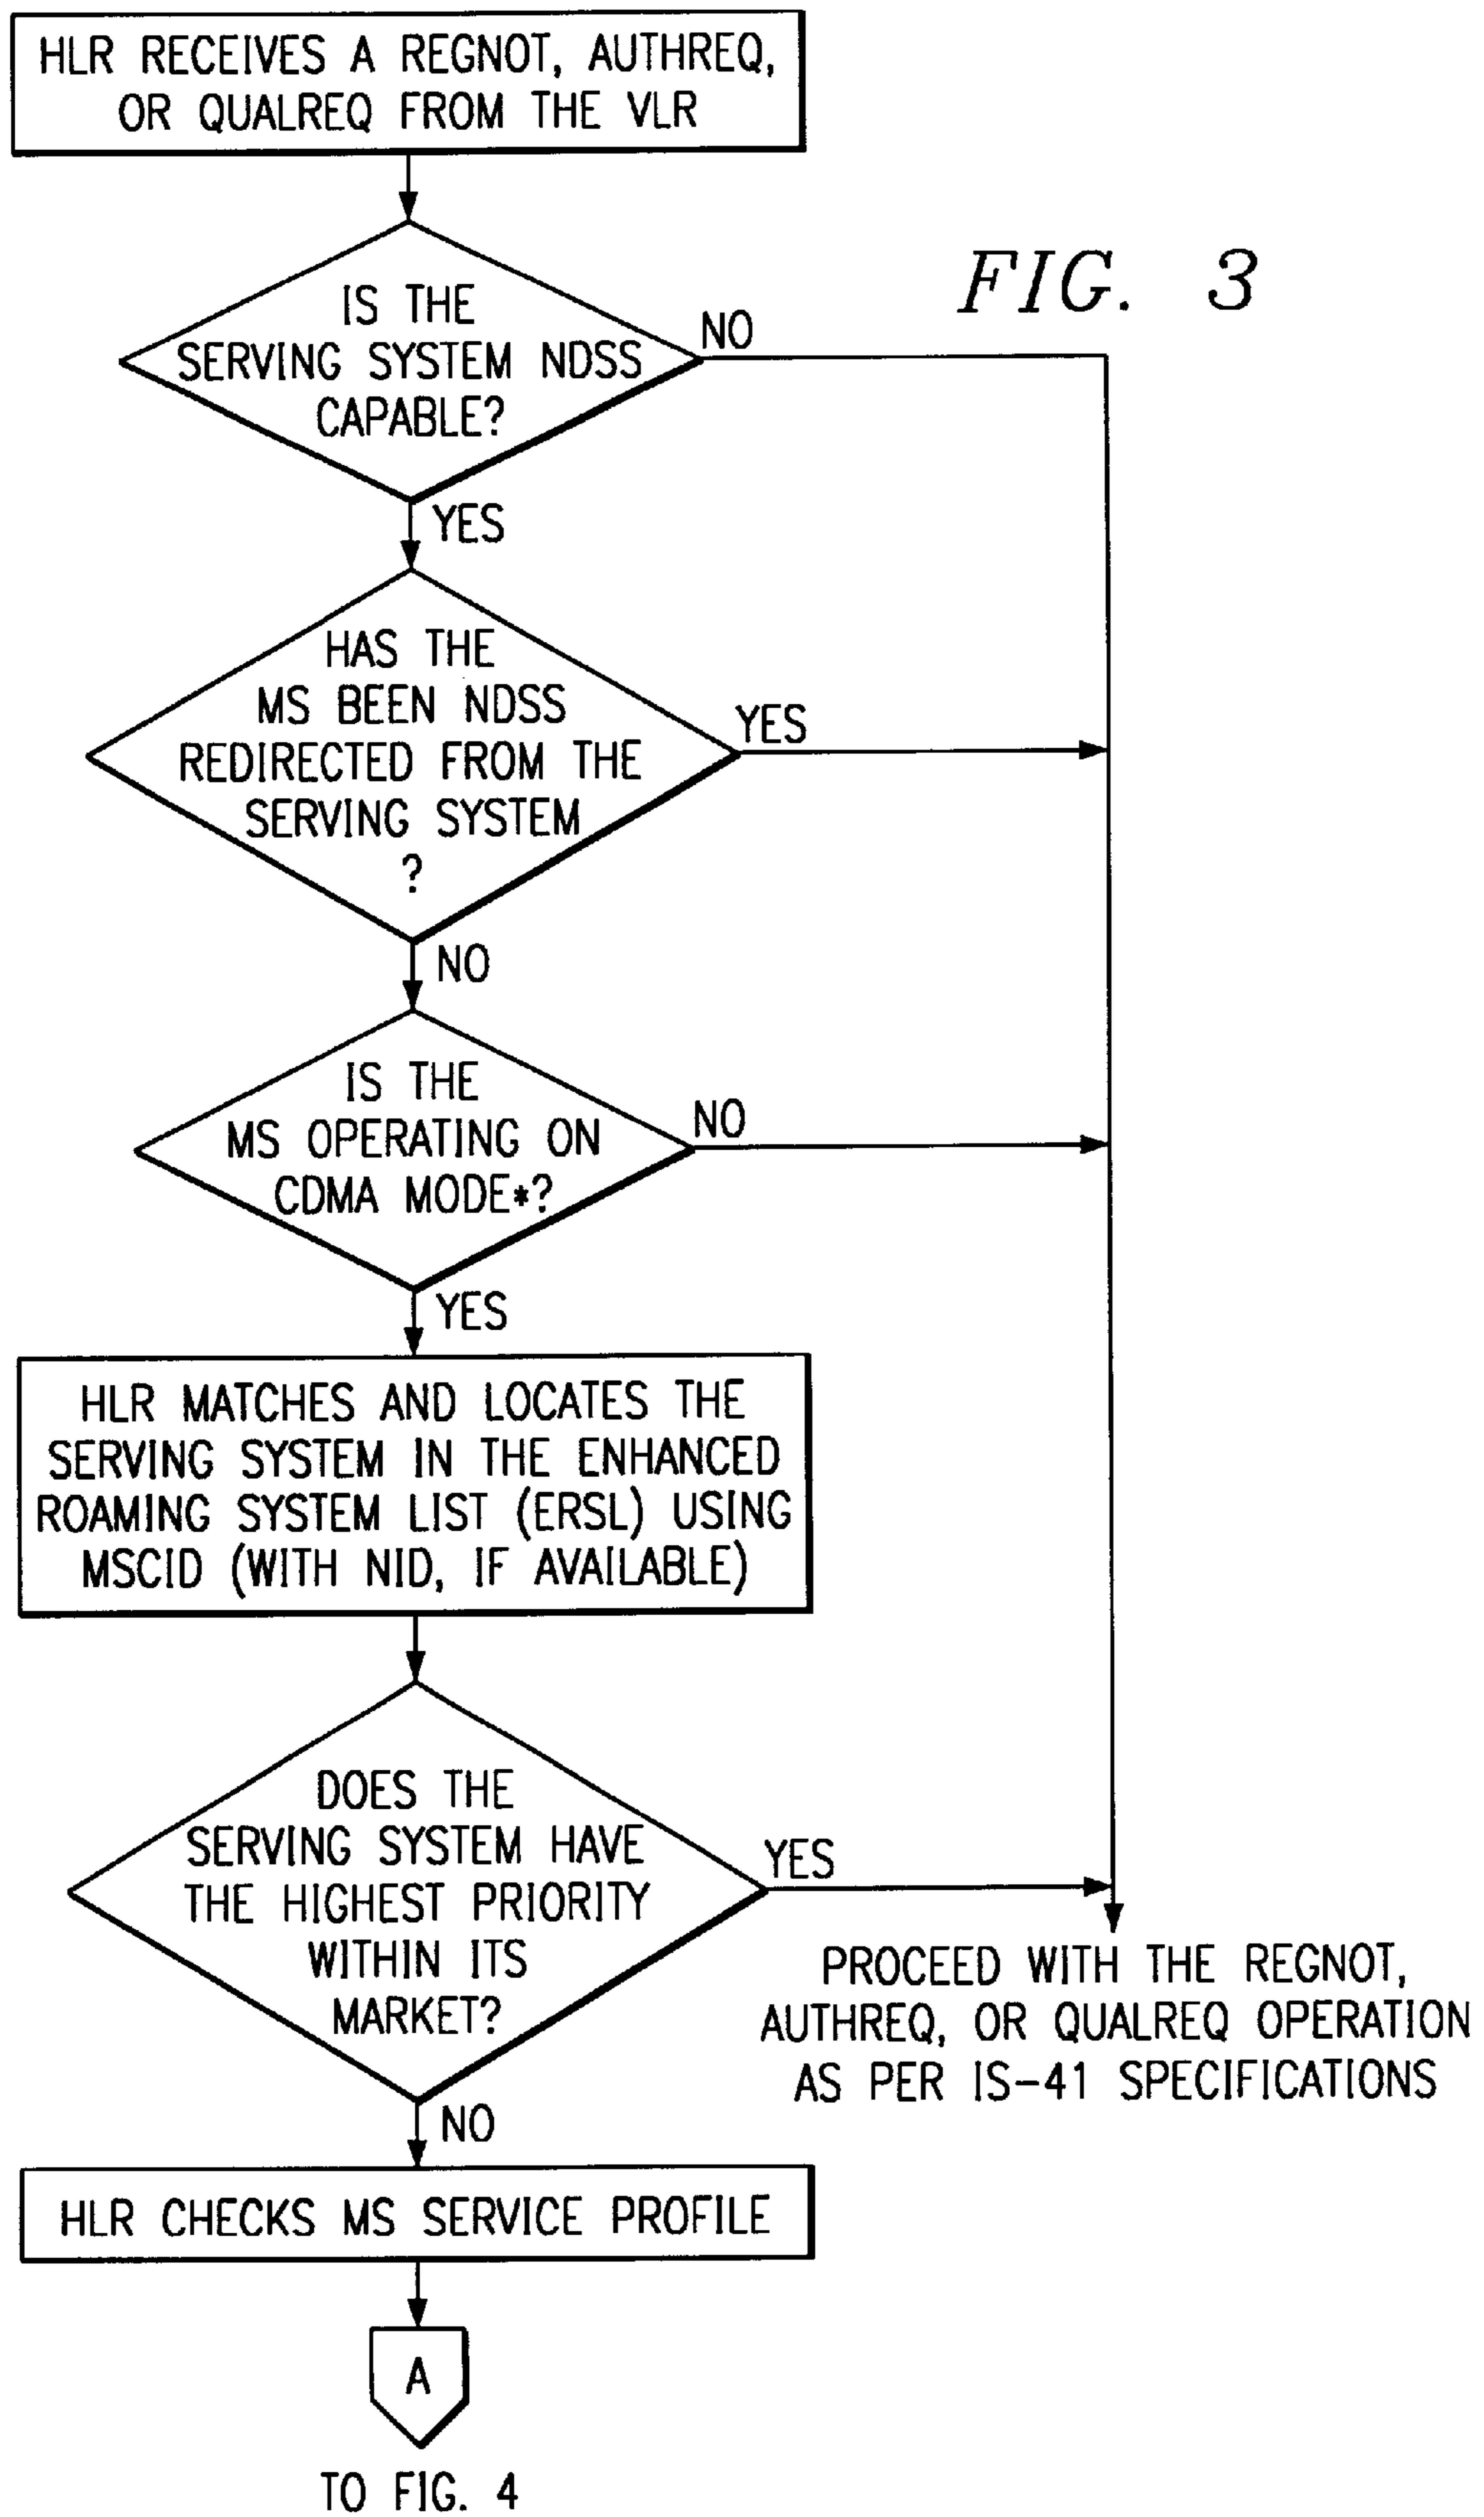 HLR RECEIVES A REGNOT, AUTHREQ,
OR QUALREQ FROM THE VLR
FIG. 3
IS THE
SERVING SYSTEM NDSS
CAPABLE?
NO
YES
HAS THE
MS BEEN NDSS
REDIRECTED FROM THE
SERVING SYSTEM
?
YES
NO
IS THE
MS OPERATING ON
CDMA MODE*?
NO
YES
HLR MATCHES AND LOCATES THE
SERVING SYSTEM IN THE ENHANCED
ROAMING SYSTEM LIST (ERSL) USING
MSCID (WITH NID, IF AVAILABLE)
DOES THE
SERVING SYSTEM HAVE
THE HIGHEST PRIORITY
WITHIN ITS
MARKET?
YES
NO
PROCEED WITH THE REGNOT,
AUTHREQ, OR QUALREQ OPERATION
AS PER IS-41 SPECIFICATIONS
HLR CHECKS MS SERVICE PROFILE
A
TO FIG. 4